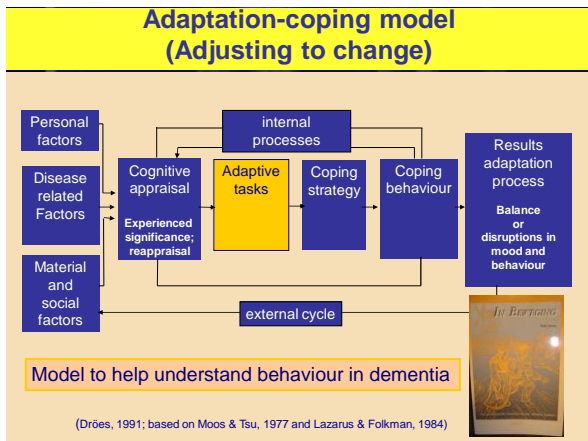 Adaptation-coping model
(Adjusting to change)
Personal
factors
Disease
related
Factors
Material
and
social
factors
internal
processes
Cognitive
appraisal
Experienced
significance;
reappraisal
Adaptive
tasks
Coping
strategy
Coping
behaviour
Results
adaptation
process
Balance
or
disruptions in
mood and
behaviour
external cycle
IN BEWEGING
Model to help understand behaviour in dementia
(Dröes, 1991; based on Moos & Tsu, 1977 and Lazarus & Folkman, 1984)